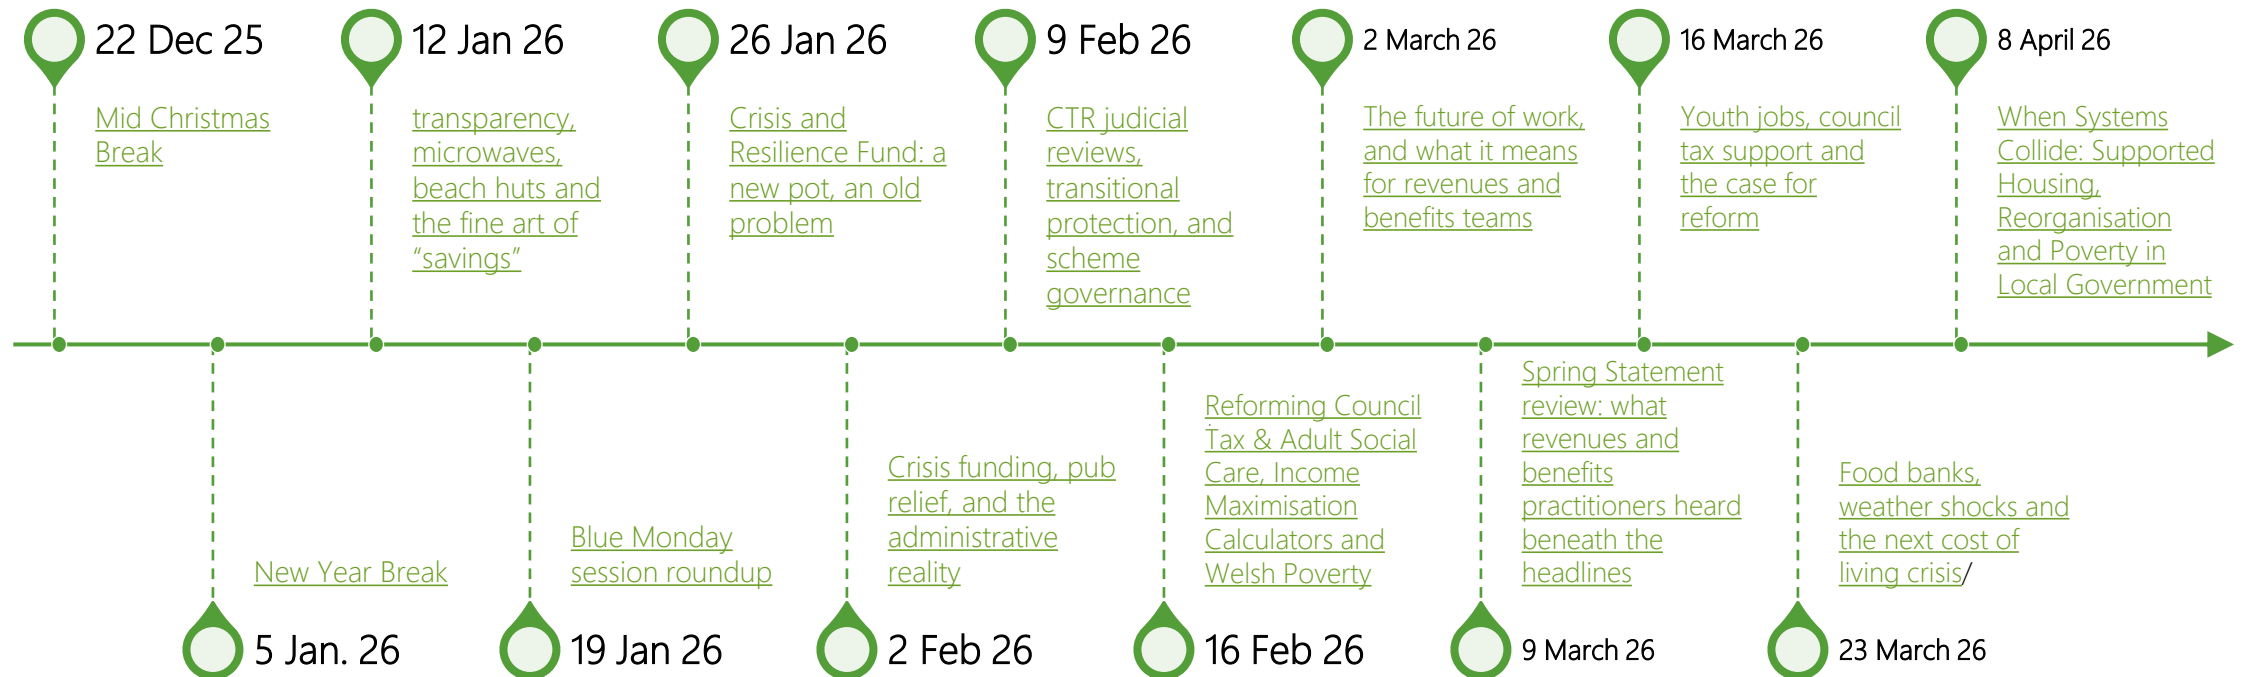 22 Dec 25
Mid Christmas
Break
12 Jan 26
transparency,
microwaves,
beach huts and
the fine art of
“savings”
26 Jan 26
Crisis and
Resilience Fund: a
new pot, an old
problem
9 Feb 26
CTR judicial
reviews,
transitional
protection, and
scheme
governance
2 March 26
The future of work,
and what it means
for revenues and
benefits teams
16 March 26
Youth jobs, council
tax support and
the case for
reform
8 April 26
When Systems
Collide: Supported
Housing,
Reorganisation
and Poverty in
Local Government
New Year Break
5 Jan. 26
Blue Monday
session roundup
19 Jan 26
Crisis funding, pub
relief, and the
administrative
reality
2 Feb 26
Reforming Council
Tax & Adult Social
Care, Income
Maximisation
Calculators and
Welsh Poverty
16 Feb 26
Spring Statement
review: what
revenues and
benefits
practitioners heard
beneath the
headlines
9 March 26
Food banks,
weather shocks and
the next cost of
living crisis/
23 March 26